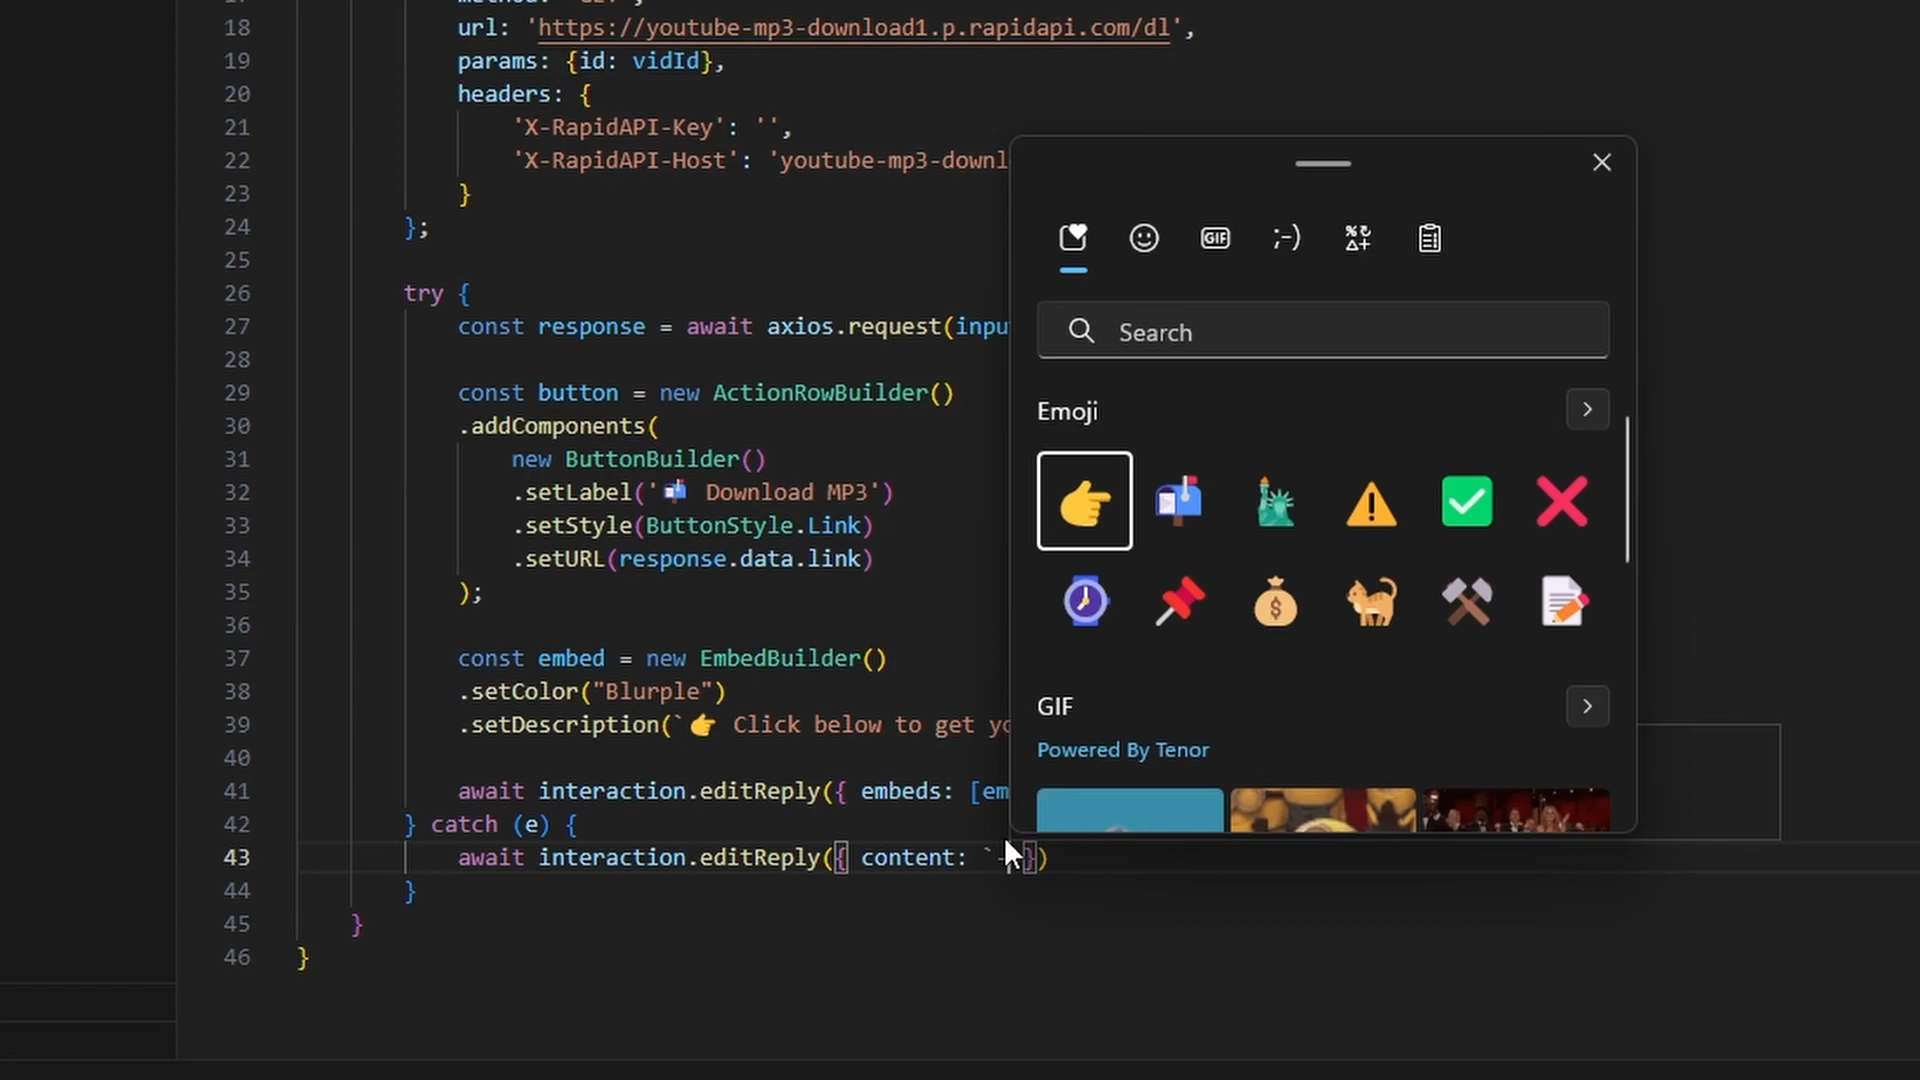 18 url: 'https://youtube-mp3-download1.p.rapidapi.com/dl',
19 params: {id: vidId},
20 headers: {
21 'X-RapidAPI-Key': '',
22 'X-RapidAPI-Host': 'youtube-mp3-downl
23 }
24 };
25
26 try {
27 const response = await axios.request(inpu
28
29 const button = new ActionRowBuilder()
30 .addComponents(
31 new ButtonBuilder()
32 .setLabel('📬 Download MP3')
33 .setStyle(ButtonStyle.Link)
34 .setURL(response.data.link)
35 );
36
37 const embed = new EmbedBuilder()
38 .setColor("Blurple")
39 .setDescription(`👉 Click below to get yo
40
41 await interaction.editReply({ embeds: [em
42 } catch (e) {
43 await interaction.editReply({ content: ` })
44 }
45 }
46 }
GIF ;-)
Search
Emoji
GIF
Powered By Tenor